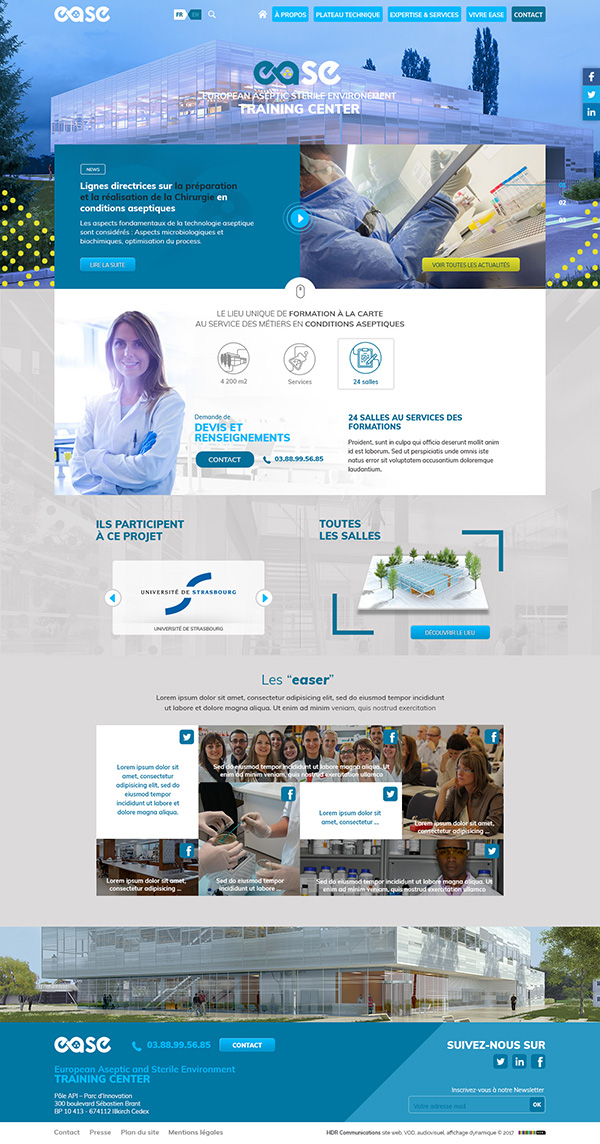 ease
FR EN
À PROPOS PLATEAU TECHNIQUE EXPERTISE & SERVICES VIVRE EASE CONTACT
ease
EUROPEAN ASEPTIC STERILE ENVIRONEMENT
TRAINING CENTER
NEWS
Lignes directrices sur la préparation
et la réalisation de la Chirurgie en
conditions aseptiques
Les aspects fondamentaux de la technologie aseptique
sont considérés : Aspects microbiologiques et
biochimiques, optimisation du process.
LIRE LA SUITE
01
02
03
VOIR TOUTES LES ACTUALITÉS
LE LIEU UNIQUE DE FORMATION À LA CARTE
AU SERVICE DES MÉTIERS EN CONDITIONS ASEPTIQUES
4 200 m2
Services
24 salles
Demande de
DEVIS ET
RENSEIGNEMENTS
CONTACT 03.88.99.56.85
24 SALLES AU SERVICES DES
FORMATIONS
Proident, sunt in culpa qui officia deserunt mollit anim
id est laborum. Sed ut perspiciatis unde omnis iste
natus error sit voluptatem accusantium doloremque
laudantium.
ILS PARTICIPENT
À CE PROJET
UNIVERSITÉ DE STRASBOURG
UNIVERSITÉ DE STRASBOURG
TOUTES
LES SALLES
DÉCOUVRIR LE LIEU
Les “easer”
Lorem ipsum dolor sit amet, consectetur adipisicing elit, sed do eiusmod tempor incididunt
ut labore et dolore magna aliqua. Ut enim ad minim veniam, quis nostrud exercitation
Lorem ipsum dolor sit
amet, consectetur
adipisicing elit, sed do
eiusmod tempor
incididunt ut labore et
dolore magna aliqua.
Sed do eiusmod tempor incididunt ut labore magna aliqua. Ut
enim ad minim veniam, quis nostrud exercitation ullamco
Lorem ipsum dolor sit amet,
consectetur adipisicing ...
Lorem ipsum dolor sit
amet, consectetur ...
Lorem ipsum dolor sit amet,
consectetur adipisicing ...
Sed do eiusmod tempor
incididunt ut labore ...
Sed do eiusmod tempor incididunt ut labore magna aliqua. Ut
enim ad minim veniam, quis nostrud exercitation ullamco
ease
03.88.99.56.85 CONTACT
European Aseptic and Sterile Environment
TRAINING CENTER
Pôle API – Parc d'Innovation
300 boulevard Sébastien Brant
BP 10 413 - 674112 Illkirch Cedex
SUIVEZ-NOUS SUR
Inscrivez-vous à notre Newsletter
Votre adresse mail OK
Contact Presse Plan du site Mentions légales
HDR Communications site web, VOD, audiovisuel, affichage dynamique © 2017